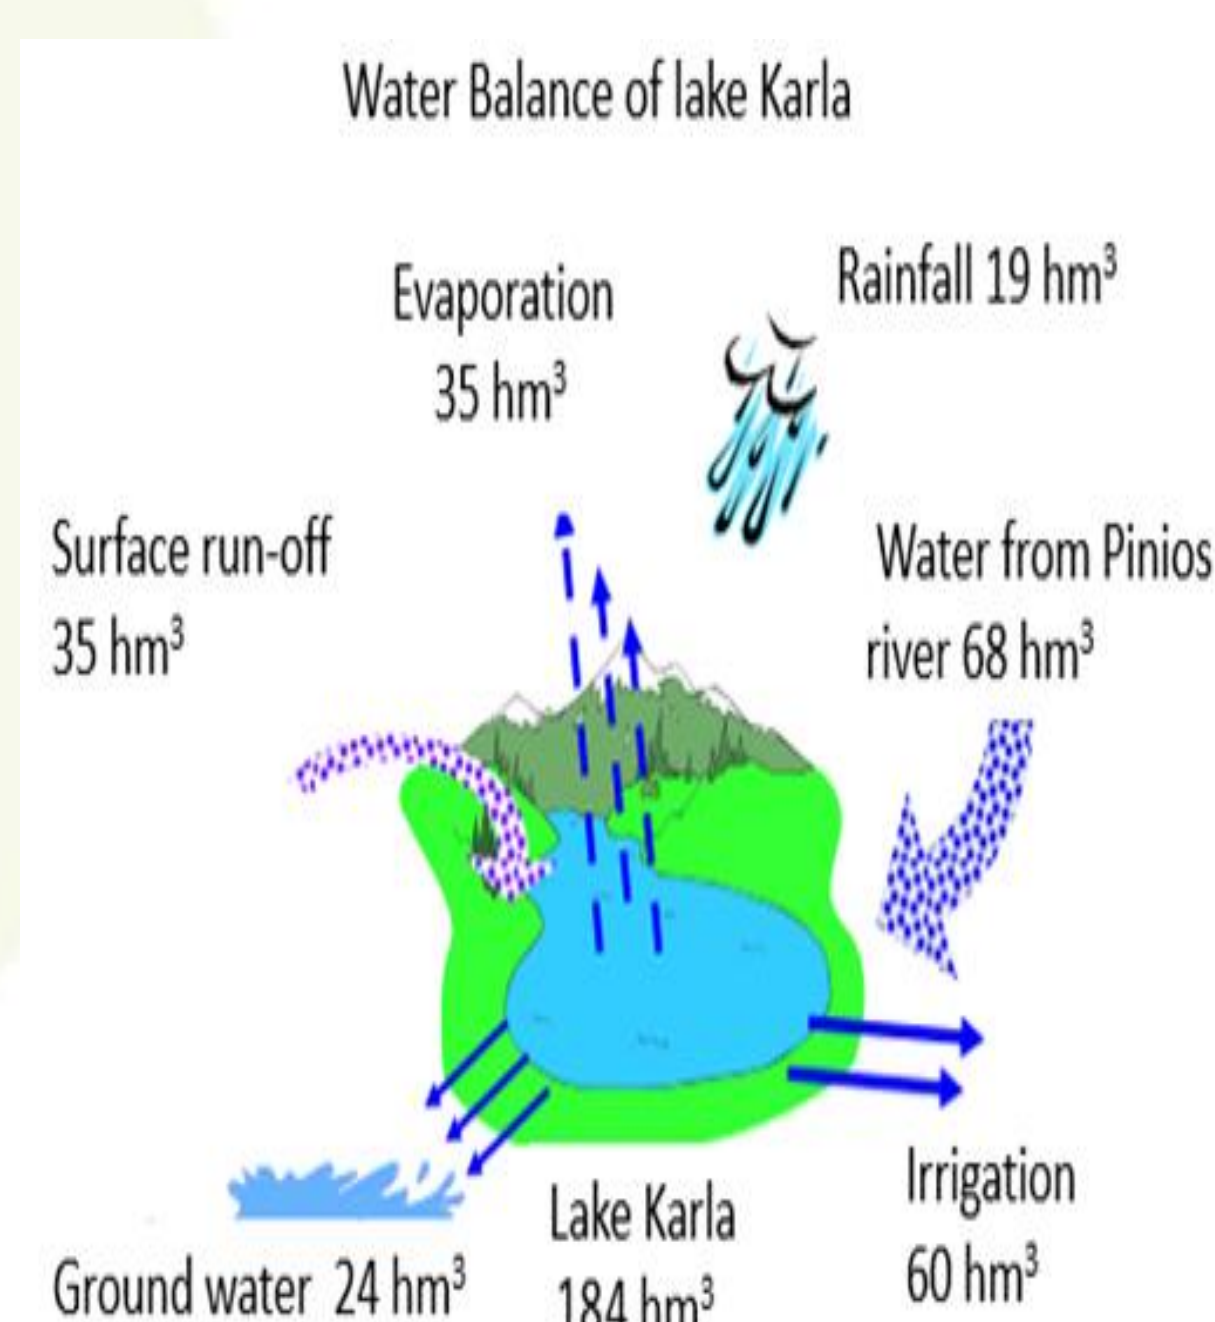 Water Balance of lake Karla
Evaporation
35 hm³
Rainfall 19 hm³
Surface run-off
35 hm³
Water from Pinios
river 68 hm³
Ground water 24 hm³
Lake Karla
184 hm³
Irrigation
60 hm³